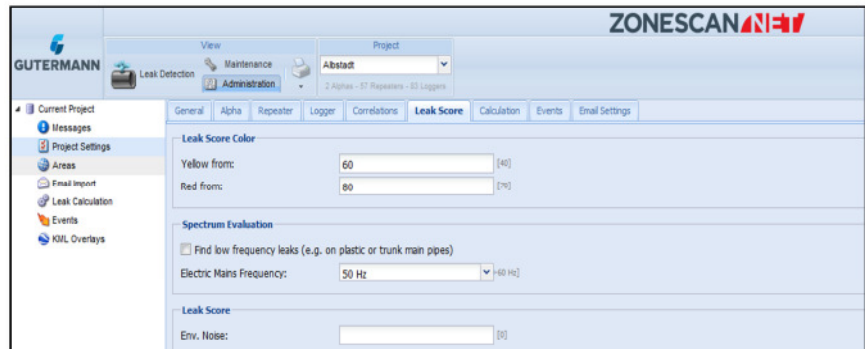 ZONESCAN NET
GUTERMANN
View
Project
Leak Detection
Maintenance
Administration
Albstadt
2 Alphas - 57 Repeaters - 83 Loggers
Current Project
Messages
Project Settings
Areas
Email Import
Leak Calculation
Events
KML Overlays
General
Alpha
Repeater
Logger
Correlations
Leak Score
Calculation
Events
Email Settings
Leak Score Color
Yellow from:
60
[40]
Red from:
80
[70]
Spectrum Evaluation
Find low frequency leaks (e.g. on plastic or trunk main pipes)
Electric Mains Frequency:
50 Hz
Leak Score
Env. Noise:
[0]